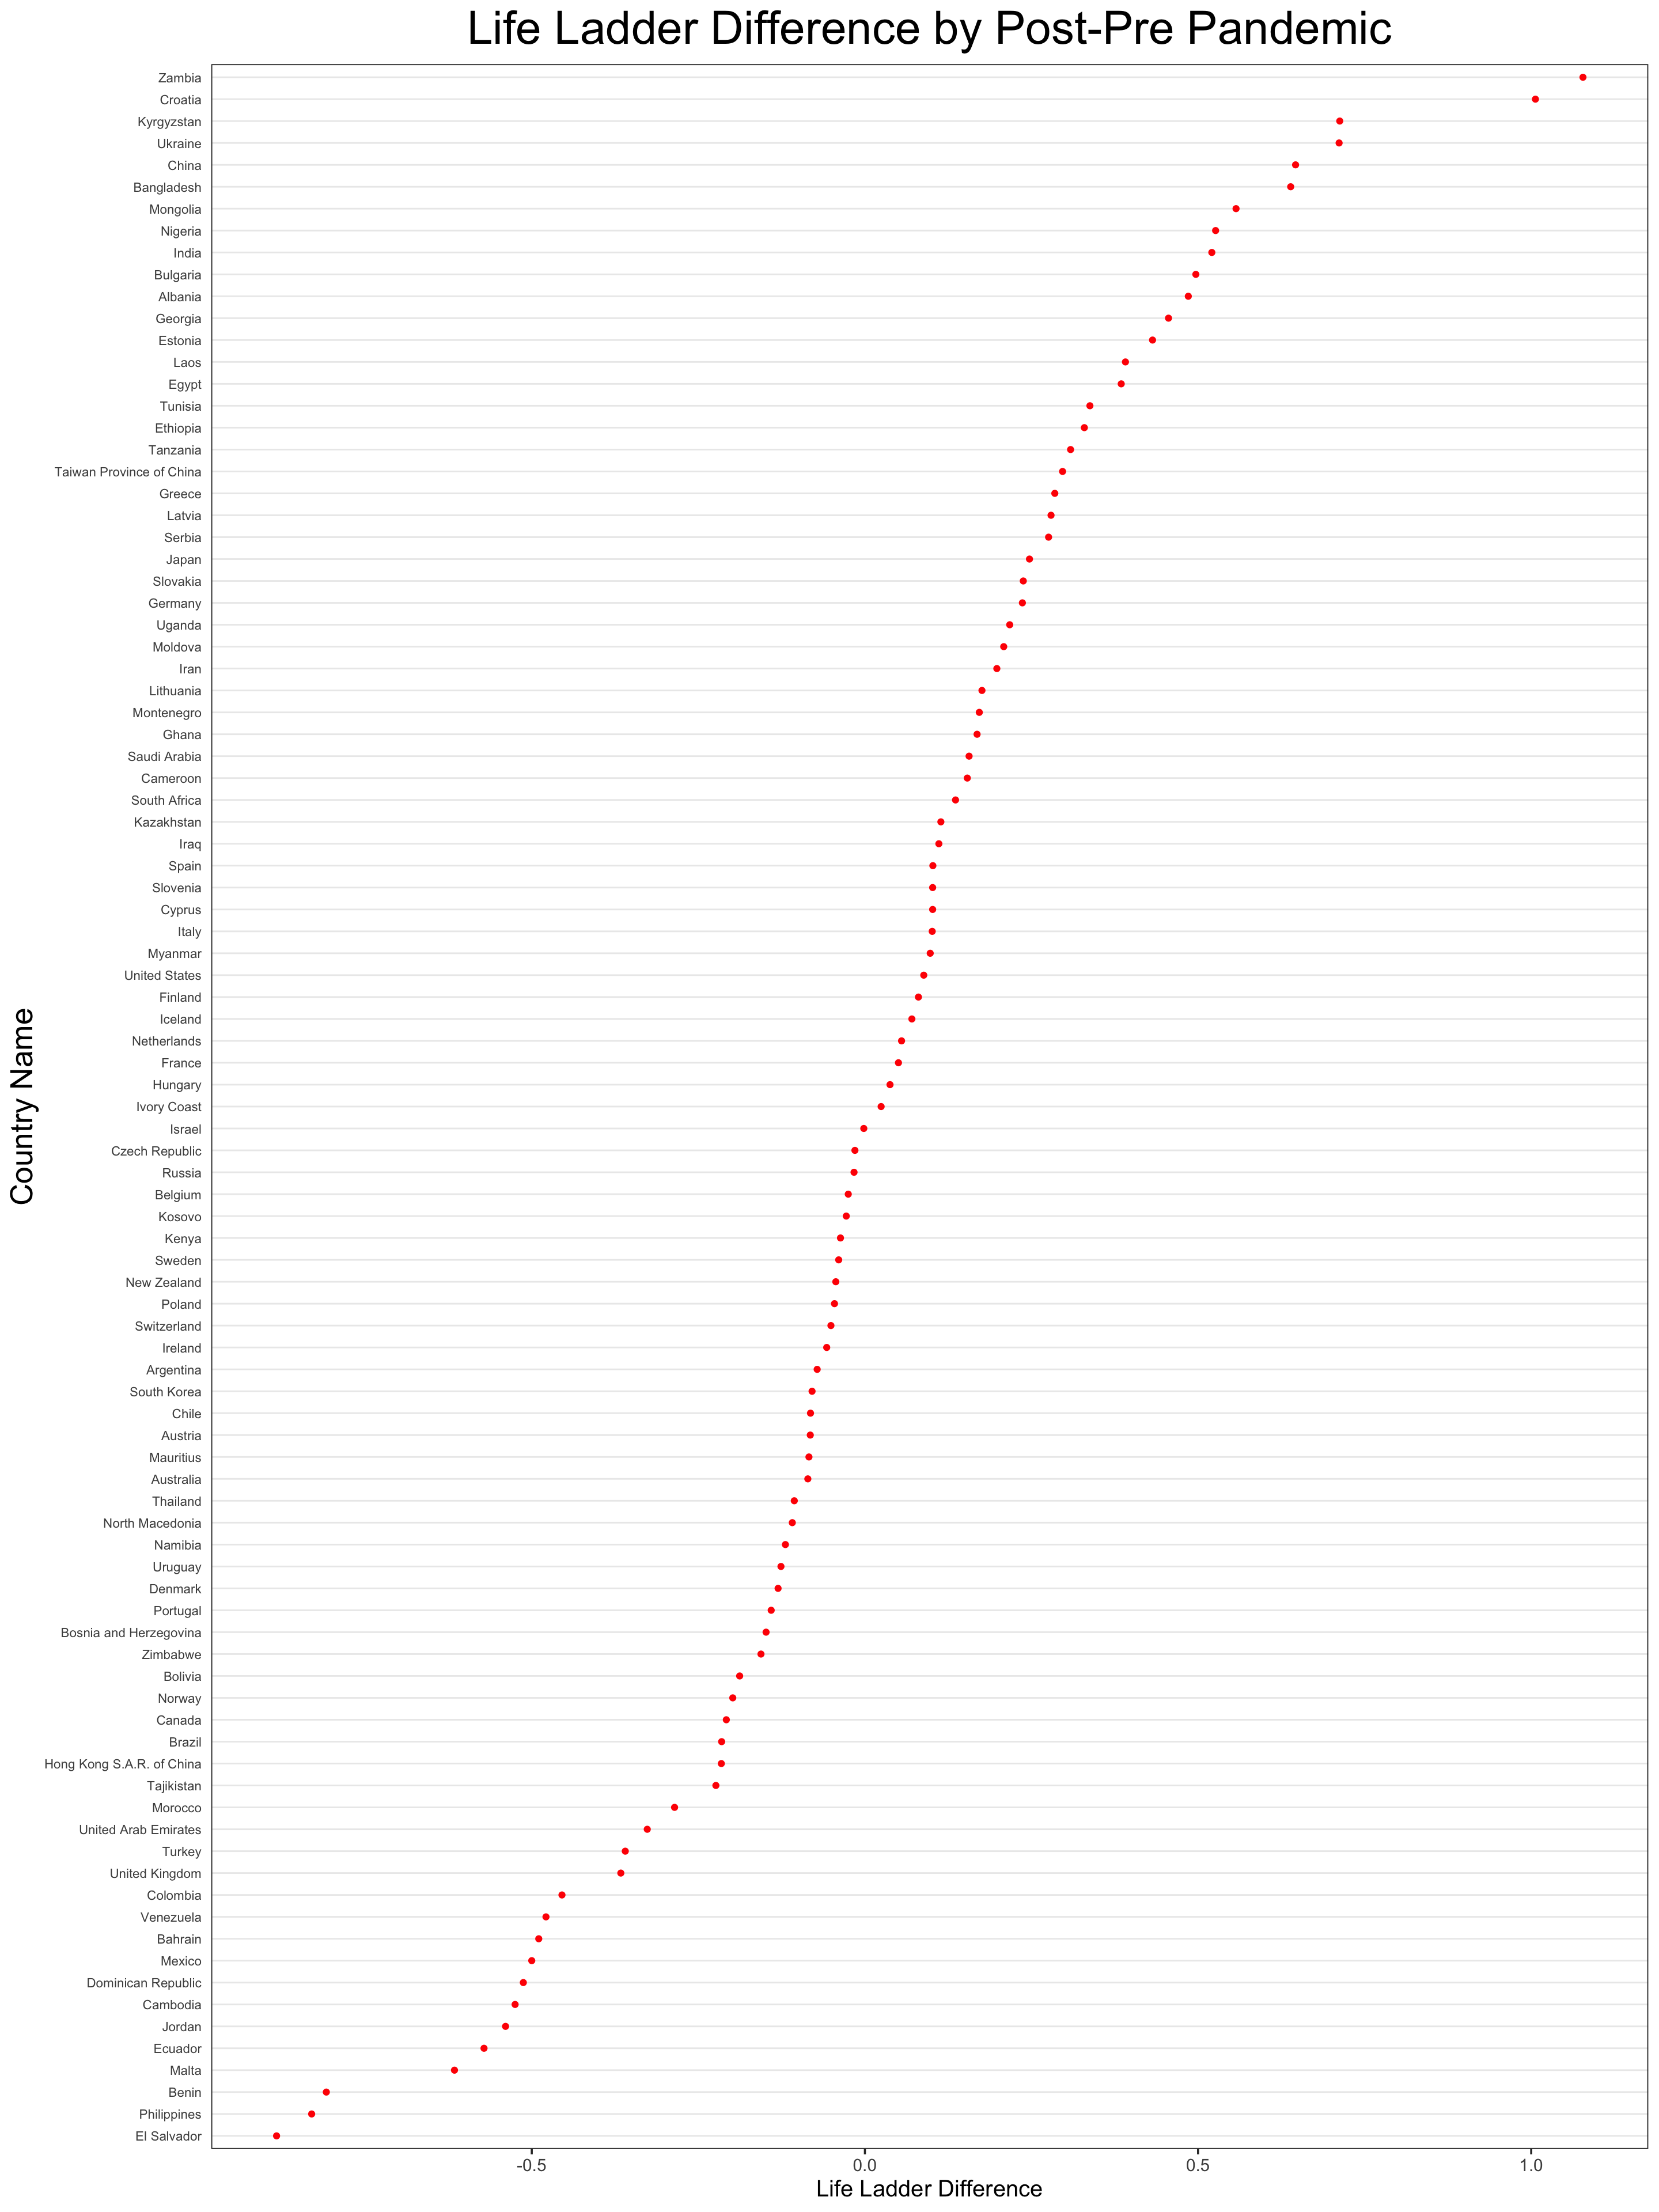 Life Ladder Difference by Post-Pre Pandemic
Country Name
Zambia
Croatia
Kyrgyzstan
Ukraine
China
Bangladesh
Mongolia
Nigeria
India
Bulgaria
Albania
Georgia
Estonia
Laos
Egypt
Tunisia
Ethiopia
Tanzania
Taiwan Province of China
Greece
Latvia
Serbia
Japan
Slovakia
Germany
Uganda
Moldova
Iran
Lithuania
Montenegro
Ghana
Saudi Arabia
Cameroon
South Africa
Kazakhstan
Iraq
Spain
Slovenia
Cyprus
Italy
Myanmar
United States
Finland
Iceland
Netherlands
France
Hungary
Ivory Coast
Israel
Czech Republic
Russia
Belgium
Kosovo
Kenya
Sweden
New Zealand
Poland
Switzerland
Ireland
Argentina
South Korea
Chile
Austria
Mauritius
Australia
Thailand
North Macedonia
Namibia
Uruguay
Denmark
Portugal
Bosnia and Herzegovina
Zimbabwe
Bolivia
Norway
Canada
Brazil
Hong Kong S.A.R. of China
Tajikistan
Morocco
United Arab Emirates
Turkey
United Kingdom
Colombia
Venezuela
Bahrain
Mexico
Dominican Republic
Cambodia
Jordan
Ecuador
Malta
Benin
Philippines
El Salvador
-0.5 0.0 0.5 1.0
Life Ladder Difference